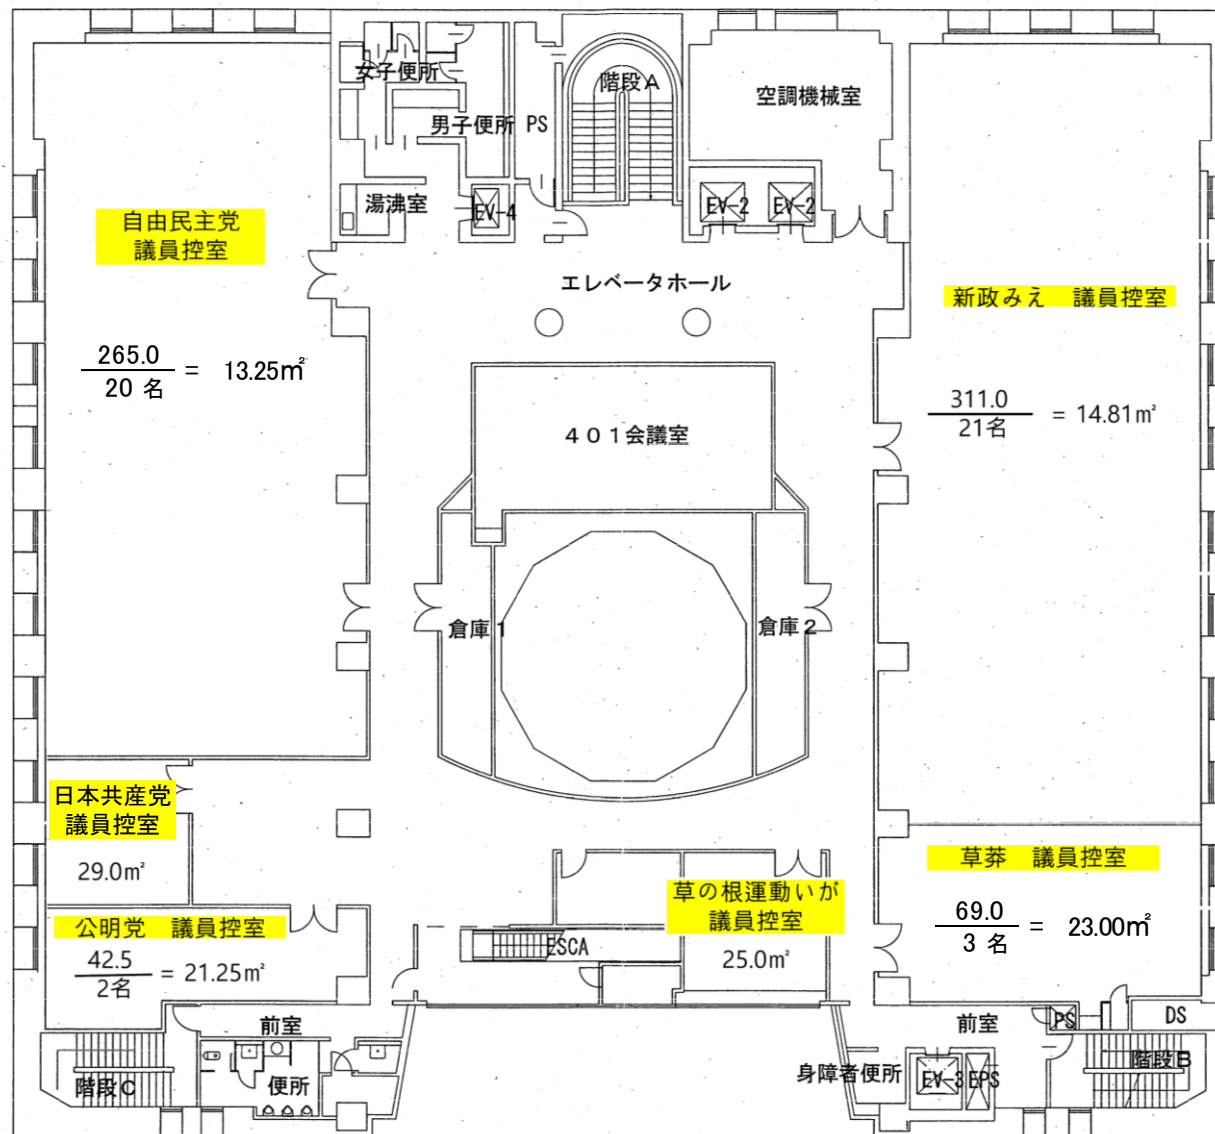 女子便所
男子便所
PS
階段A
空調機械室
湯沸室
EV-4
EV-2
EV-2
自由民主党
議員控室
エレベータホール
新政みえ　議員控室
265.0
20 名
= 13.25㎡
311.0
21名
= 14.81㎡
401会議室
倉庫1
倉庫2
日本共産党
議員控室
29.0㎡
公明党　議員控室
42.5
2名
= 21.25㎡
草の根運動いが
議員控室
25.0㎡
ESCA
草莽　議員控室
69.0
3 名
= 23.00㎡
前室
階段C
便所
前室
PS
DS
身障者便所
EV-3
EPS
階段B